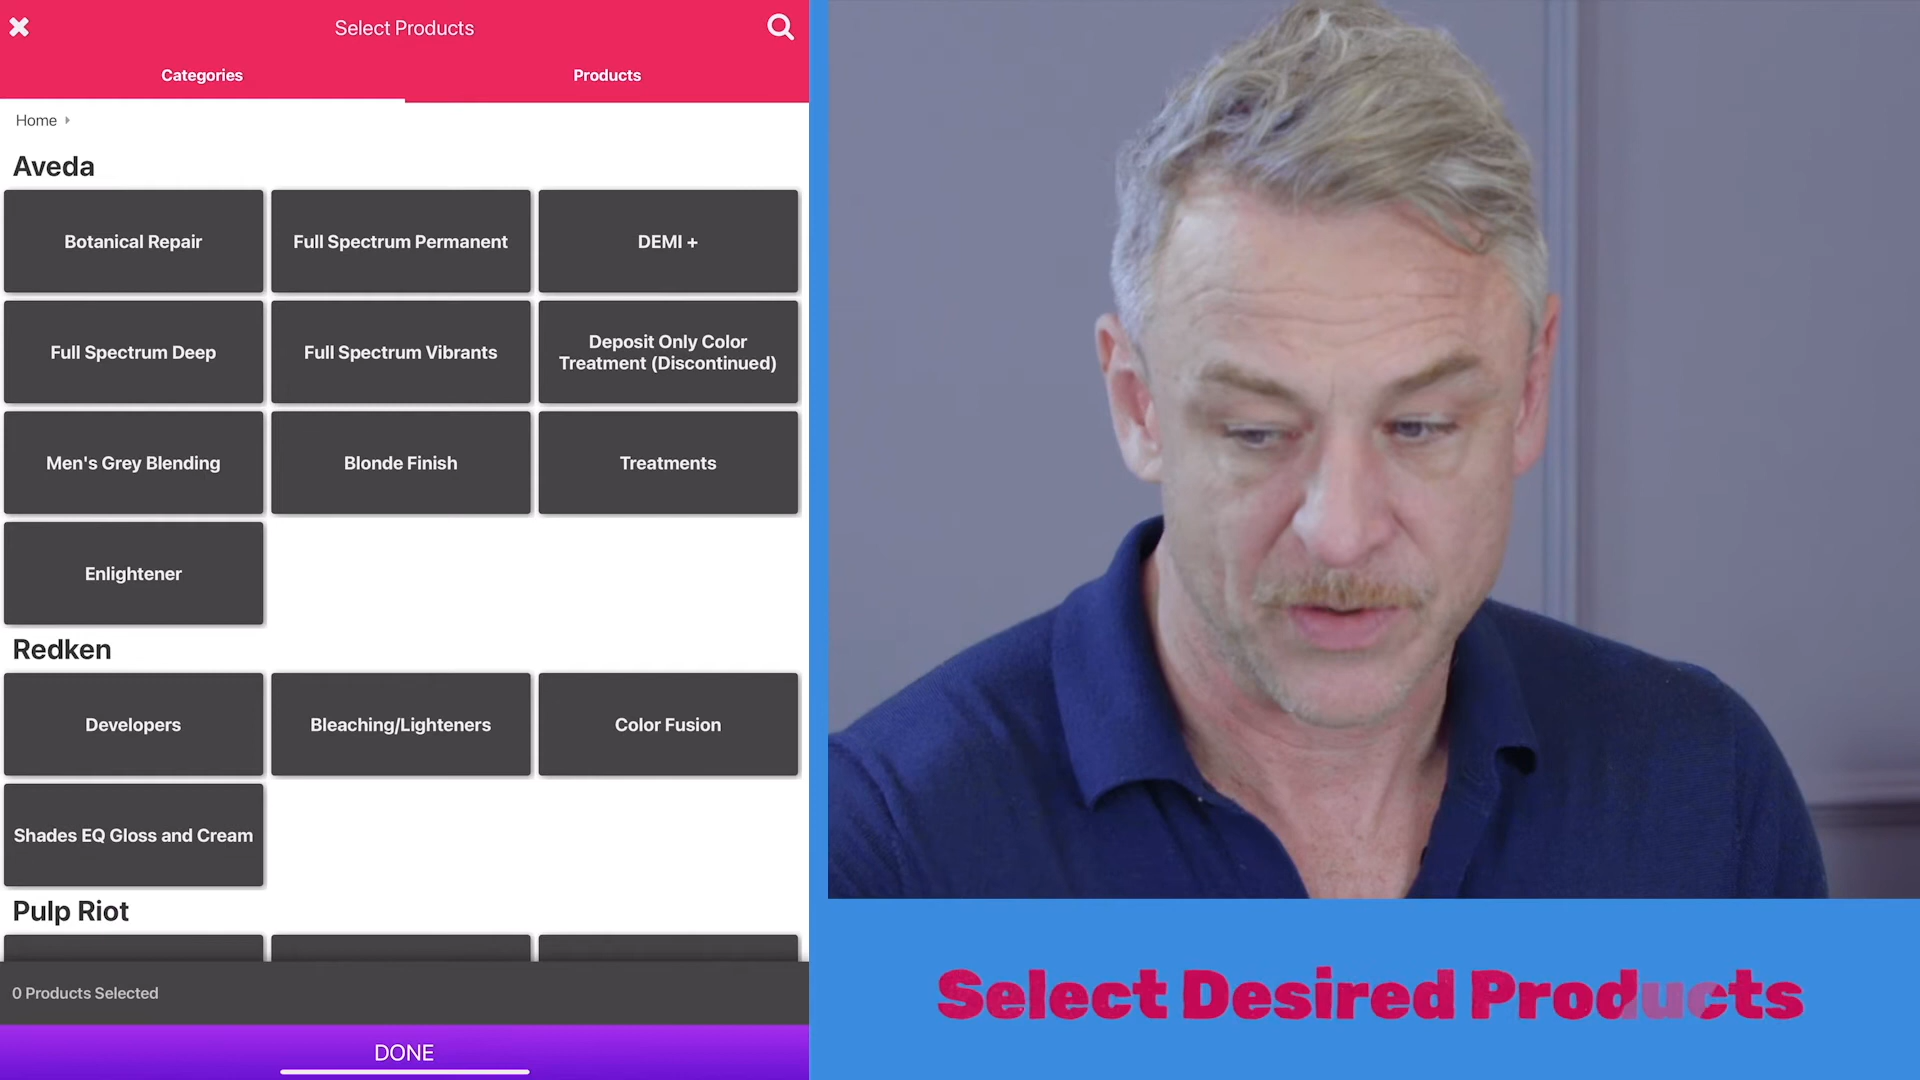 Select Products
Categories
Products
Home
Aveda
Botanical Repair
Full Spectrum Permanent
DEMI +
Full Spectrum Deep
Full Spectrum Vibrants
Deposit Only Color
Treatment (Discontinued)
Men's Grey Blending
Blonde Finish
Treatments
Enlightener
Redken
Developers
Bleaching/Lighteners
Color Fusion
Shades EQ Gloss and Cream
Pulp Riot
0 Products Selected
DONE
Select Desired Products